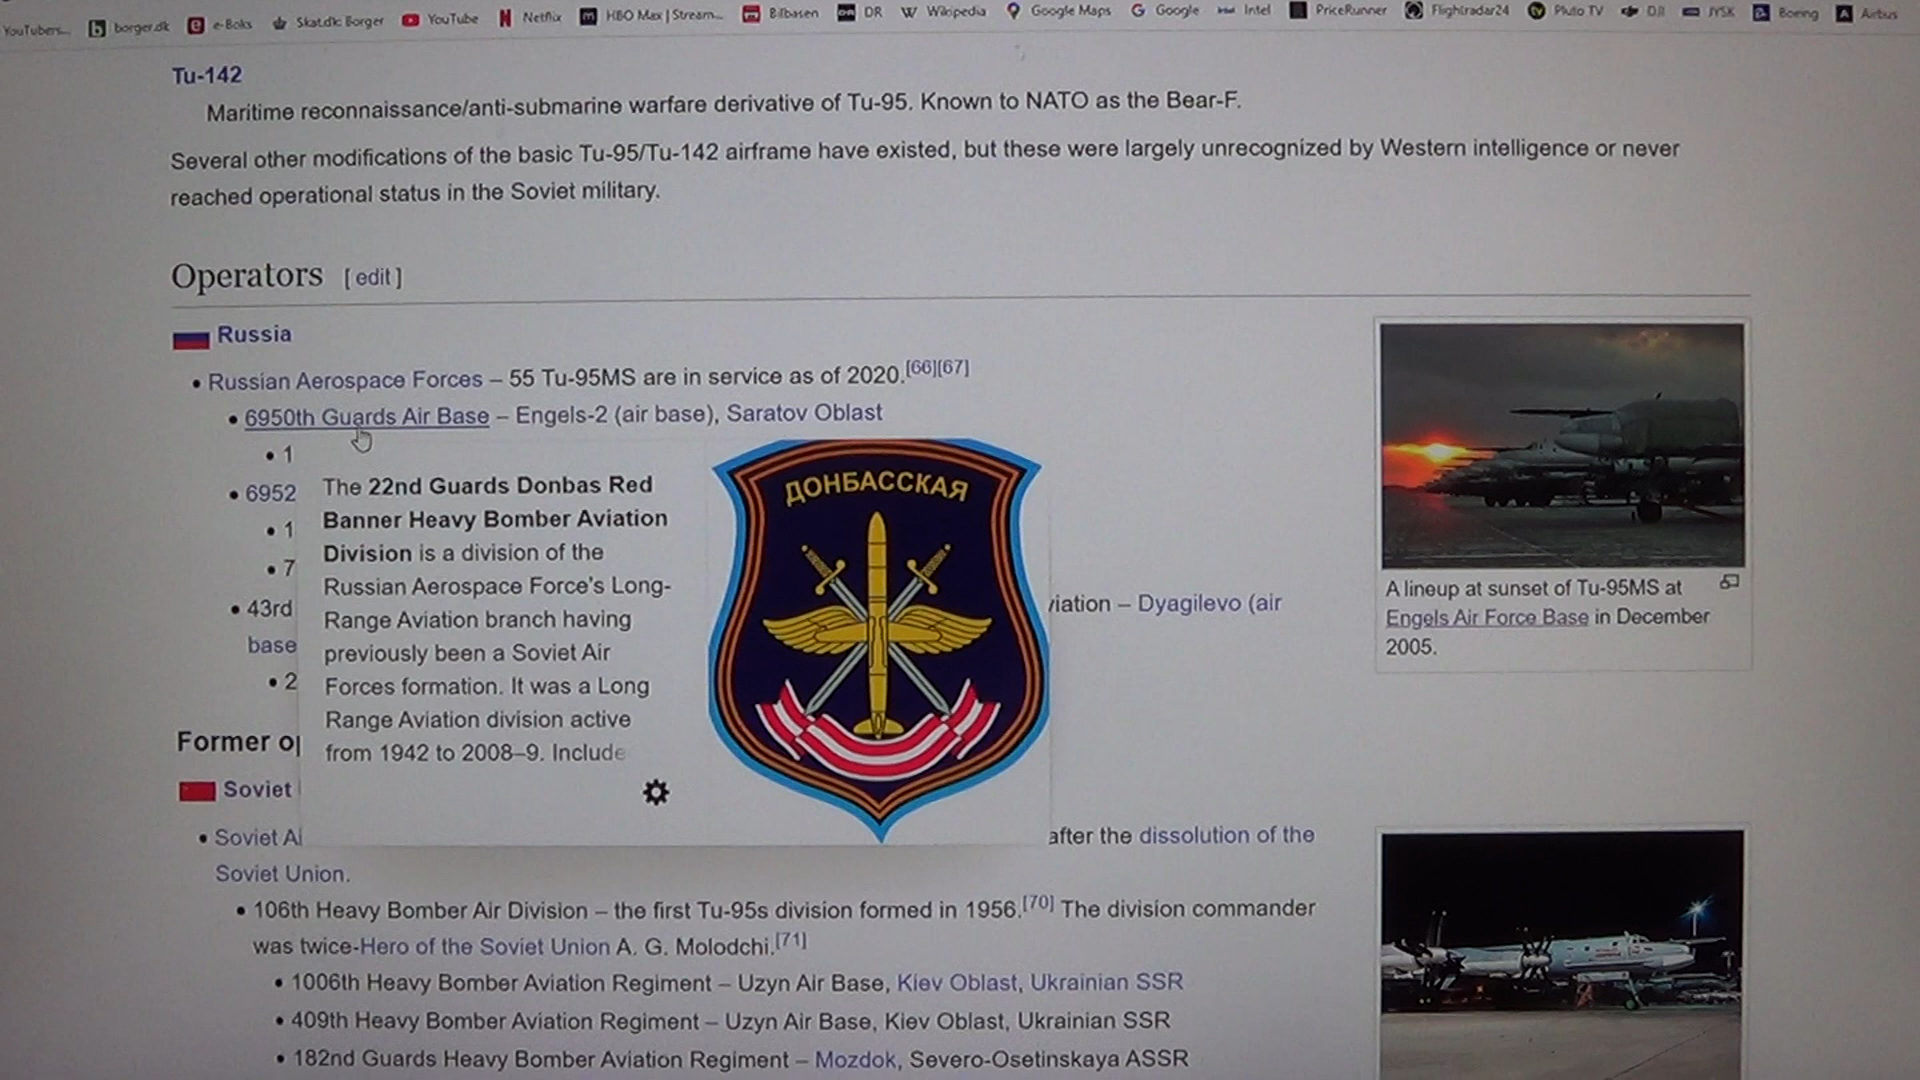 YouTubers... borger.dk e-Boks Skat.dk: Borger YouTube Netflix HBO Max | Stream... Bilbasen DR Wikipedia Google Maps Google Intel PriceRunner Flightradar24 Pluto TV DJI JYSK Boeing Airbus
Tu-142
Maritime reconnaissance/anti-submarine warfare derivative of Tu-95. Known to NATO as the Bear-F.
Several other modifications of the basic Tu-95/Tu-142 airframe have existed, but these were largely unrecognized by Western intelligence or never
reached operational status in the Soviet military.
Operators [ edit ]
Russia
• Russian Aerospace Forces – 55 Tu-95MS are in service as of 2020.[66][67]
• 6950th Guards Air Base – Engels-2 (air base), Saratov Oblast
• 1
• 6952
• 1
• 7
• 43rd
base
• 2
The 22nd Guards Donbas Red
Banner Heavy Bomber Aviation
Division is a division of the
Russian Aerospace Force's Long-
Range Aviation branch having
previously been a Soviet Air
Forces formation. It was a Long
Range Aviation division active
from 1942 to 2008–9. Include
ДОНБАССКАЯ
viation – Dyagilevo (air
A lineup at sunset of Tu-95MS at
Engels Air Force Base in December
2005.
Former op
Soviet
• Soviet Ai
after the dissolution of the
Soviet Union.
• 106th Heavy Bomber Air Division – the first Tu-95s division formed in 1956.[70] The division commander
was twice-Hero of the Soviet Union A. G. Molodchi.[71]
• 1006th Heavy Bomber Aviation Regiment – Uzyn Air Base, Kiev Oblast, Ukrainian SSR
• 409th Heavy Bomber Aviation Regiment – Uzyn Air Base, Kiev Oblast, Ukrainian SSR
• 182nd Guards Heavy Bomber Aviation Regiment – Mozdok, Severo-Osetinskaya ASSR